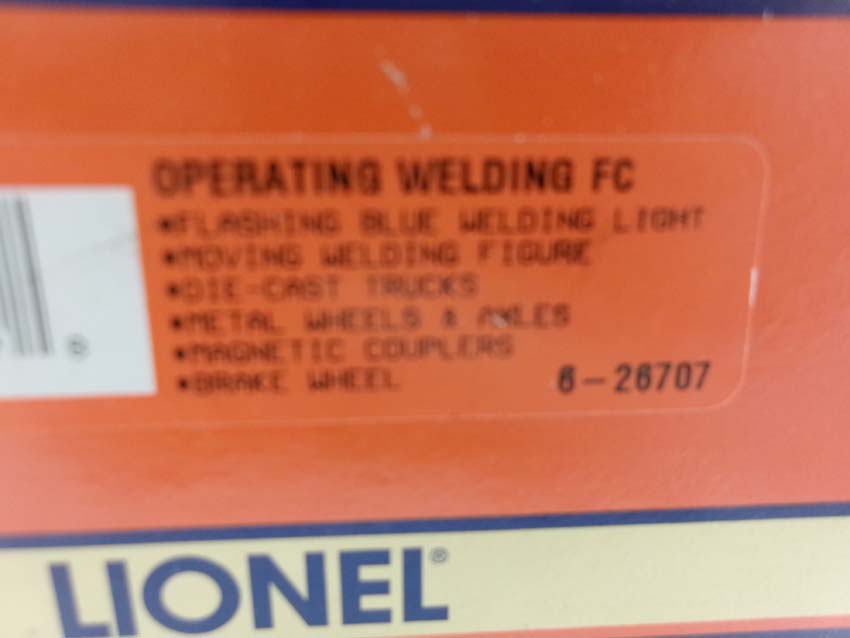 OPERATING WELDING FC
•FLASHING BLUE WELDING LIGHT
•MOVING WELDING FIGURE
•DIE-CAST TRUCKS
•METAL WHEELS & AXLES
•MAGNETIC COUPLERS
•BRAKE WHEEL
6-26707
LIONEL®